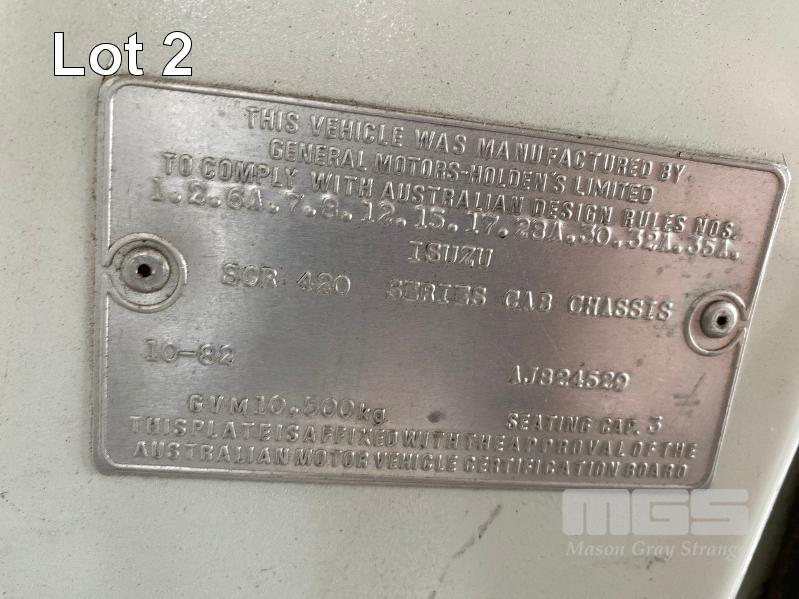 Lot 2
THIS VEHICLE WAS MANUFACTURED BY
GENERAL MOTORS-HOLDEN'S LIMITED
TO COMPLY WITH AUSTRALIAN DESIGN RULES NOS.
1.2.6A.7.8.12.15.17.28A.30.32A.35A.
ISUZU
SCR 420 SERIES CAB CHASSIS
10-82
AJ824529
GVM10,500kg
SEATING CAP. 3
THIS PLATE IS AFFIXED WITH THE APPROVAL OF THE
AUSTRALIAN MOTOR VEHICLE CERTIFICATION BOARD
MGS
Mason Gray Strange